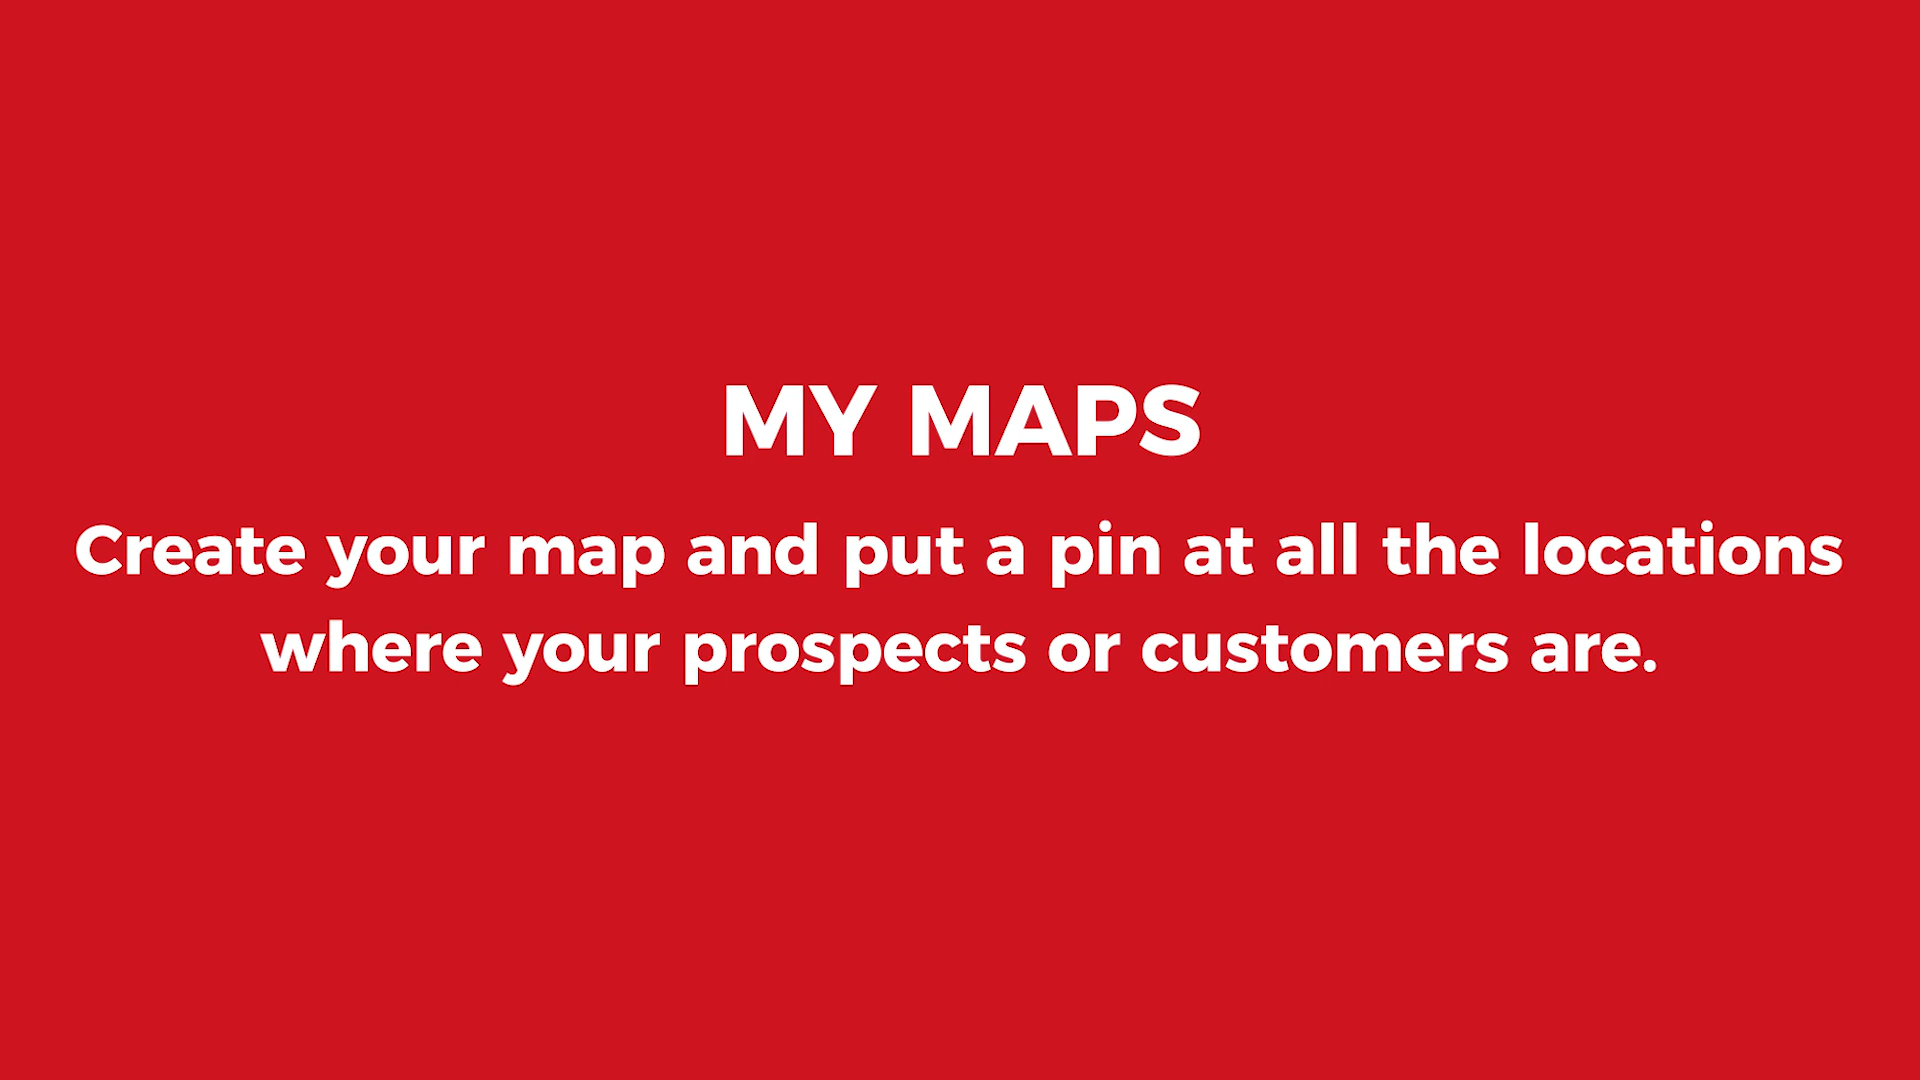 MY MAPS
Create your map and put a pin at all the locations
where your prospects or customers are.